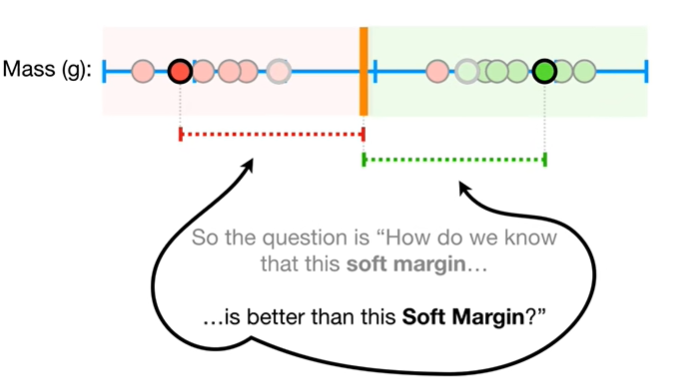 Mass (g):
So the question is “How do we know
that this soft margin…
…is better than this Soft Margin?”